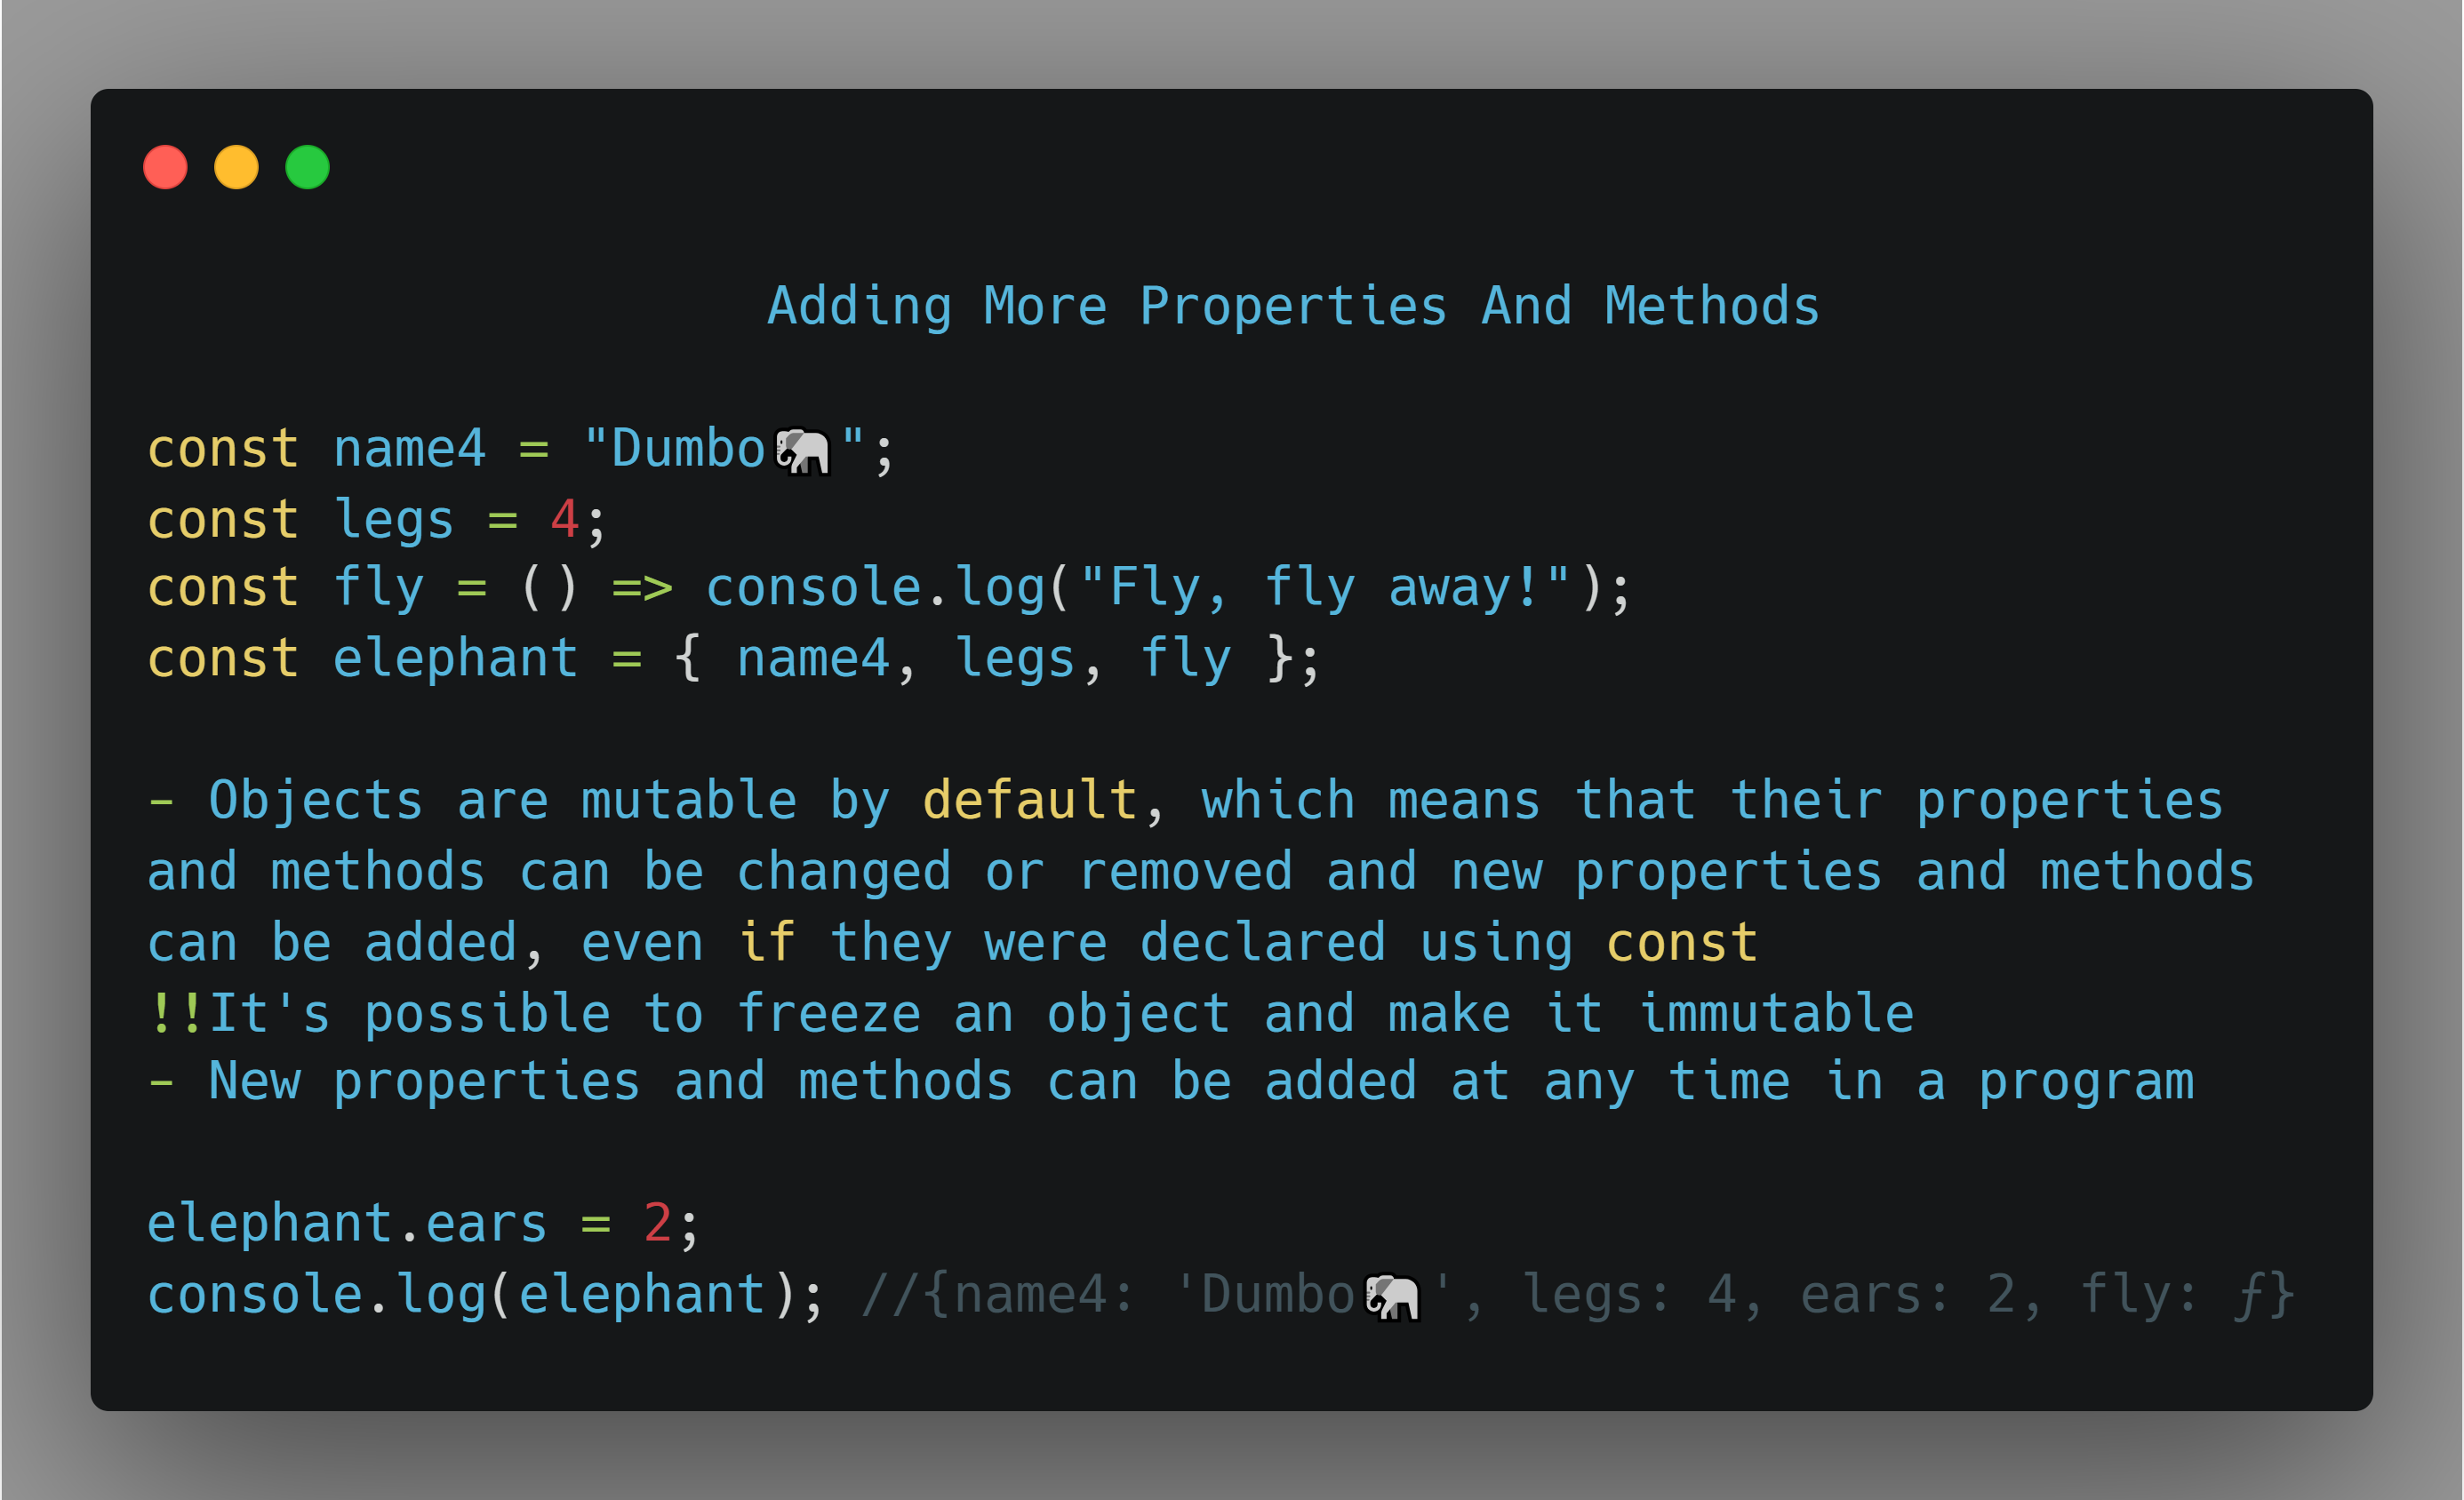 Adding More Properties And Methods
const name4 = "Dumbo🐘";
const legs = 4;
const fly = () => console.log("Fly, fly away!");
const elephant = { name4, legs, fly };
- Objects are mutable by default, which means that their properties
and methods can be changed or removed and new properties and methods
can be added, even if they were declared using const
!!It's possible to freeze an object and make it immutable
- New properties and methods can be added at any time in a program
elephant.ears = 2;
console.log(elephant); //{name4: 'Dumbo🐘', legs: 4, ears: 2, fly: ƒ}